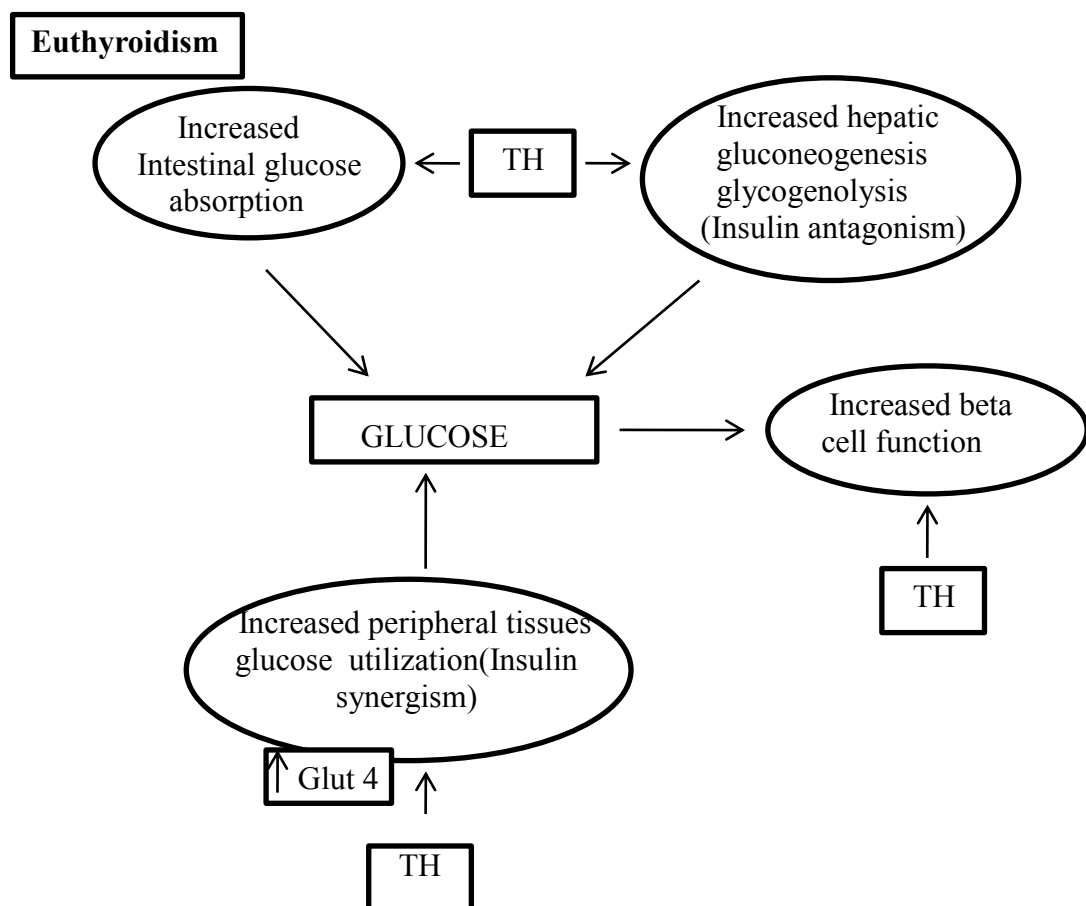 Euthyroidism
Increased
Intestinal glucose
absorption
TH
Increased hepatic
gluconeogenesis
glycogenolysis
(Insulin antagonism)
GLUCOSE
Increased beta
cell function
TH
Increased peripheral tissues
glucose utilization(Insulin
synergism)
Glut 4
TH